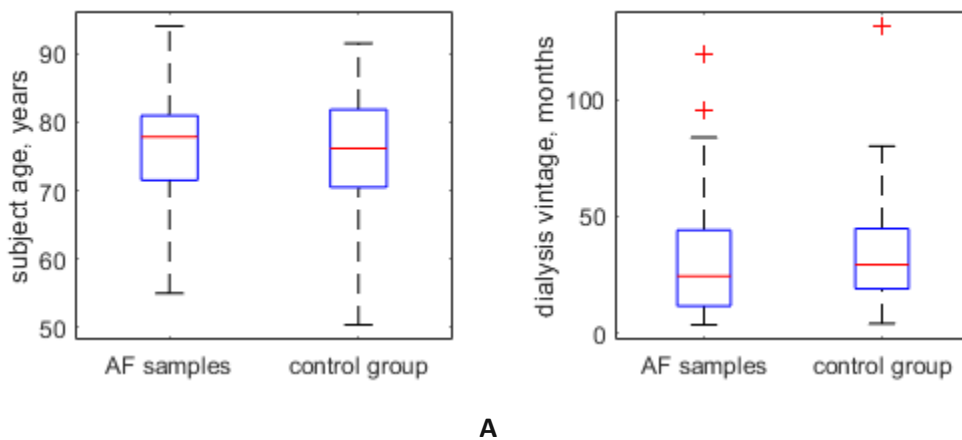 subject age, years
90
80
70
60
50
AF samples control group
dialysis vintage, months
100
50
0
AF samples control group
A